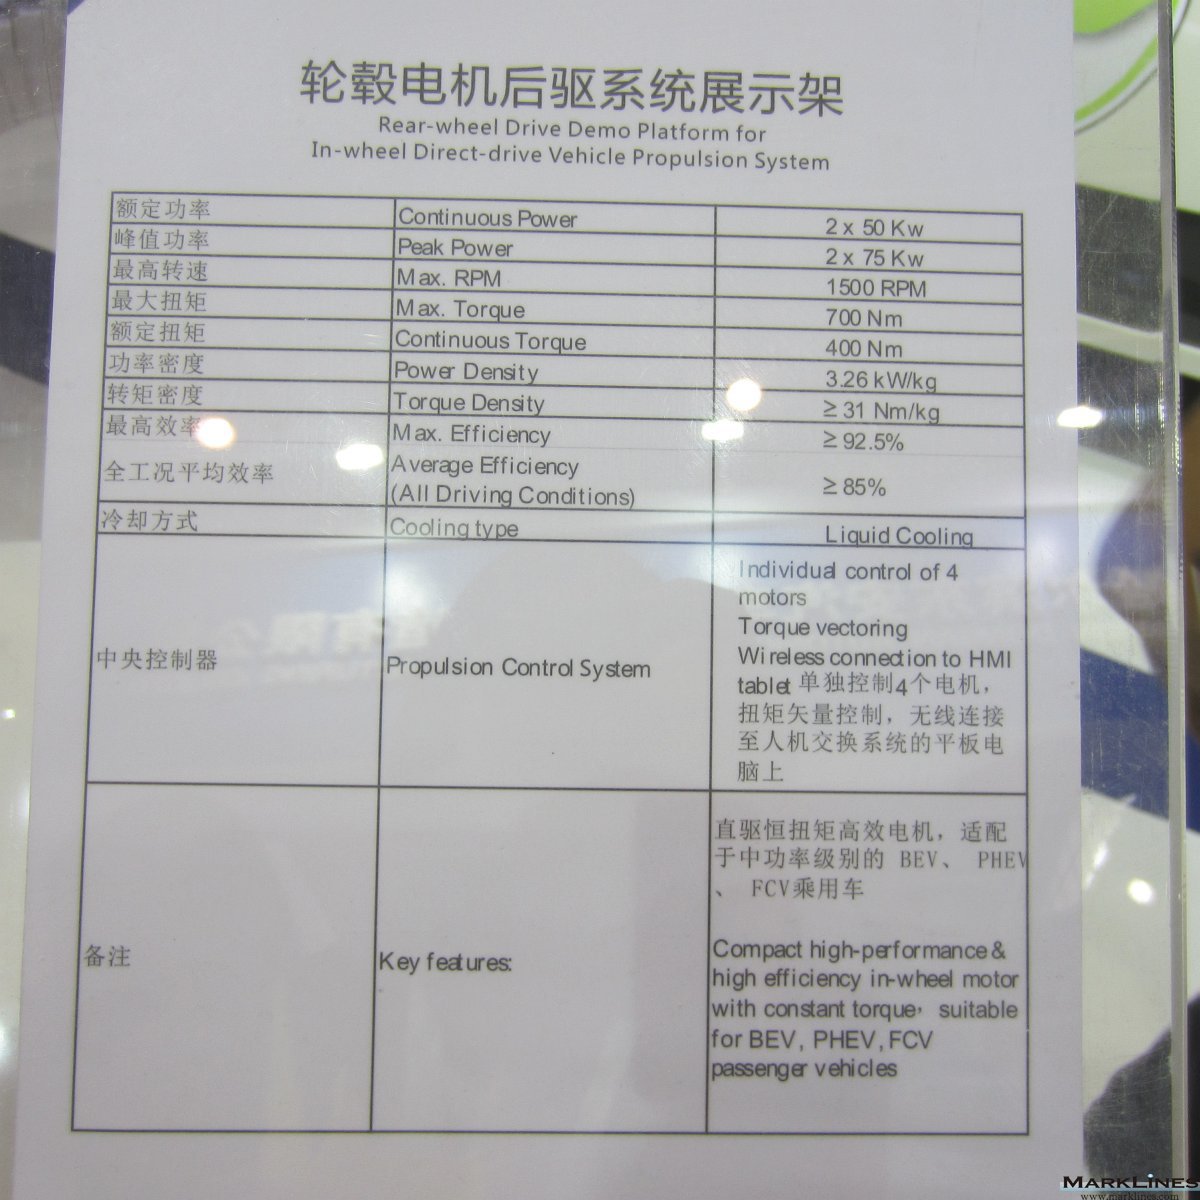 轮毂电机后驱系统展示架
Rear-wheel Drive Demo Platform for
In-wheel Direct-drive Vehicle Propulsion System
额定功率 Continuous Power 2 x 50 Kw
峰值功率 Peak Power 2 x 75 Kw
最高转速 Max. RPM 1500 RPM
最大扭矩 Max. Torque 700 Nm
额定扭矩 Continuous Torque 400 Nm
功率密度 Power Density 3.26 kW/kg
转矩密度 Torque Density ≥ 31 Nm/kg
最高效率 Max. Efficiency ≥ 92.5%
全工况平均效率 Average Efficiency
(All Driving Conditions) ≥ 85%
冷却方式 Cooling type Liquid Cooling
中央控制器 Propulsion Control System
Individual control of 4
motors
Torque vectoring
Wireless connection to HMI
tablet 单独控制4个电机，
扭矩矢量控制，无线连接
至人机交换系统的平板电
脑上
备注 Key features:
直驱恒扭矩高效电机，适配
于中功率级别的 BEV、 PHEV
、 FCV乘用车
Compact high-performance &
high efficiency in-wheel motor
with constant torque， suitable
for BEV, PHEV, FCV
passenger vehicles
MARKLINES
www.marklines.com